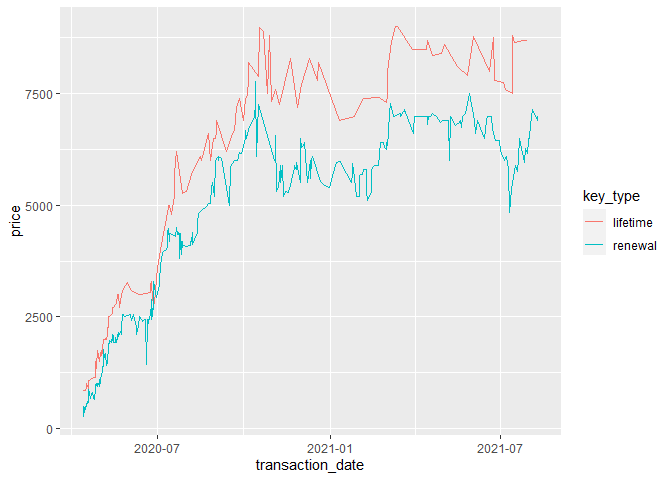 price
7500
5000
2500
0
2020-07
2021-01
2021-07
transaction_date
key_type
lifetime
renewal